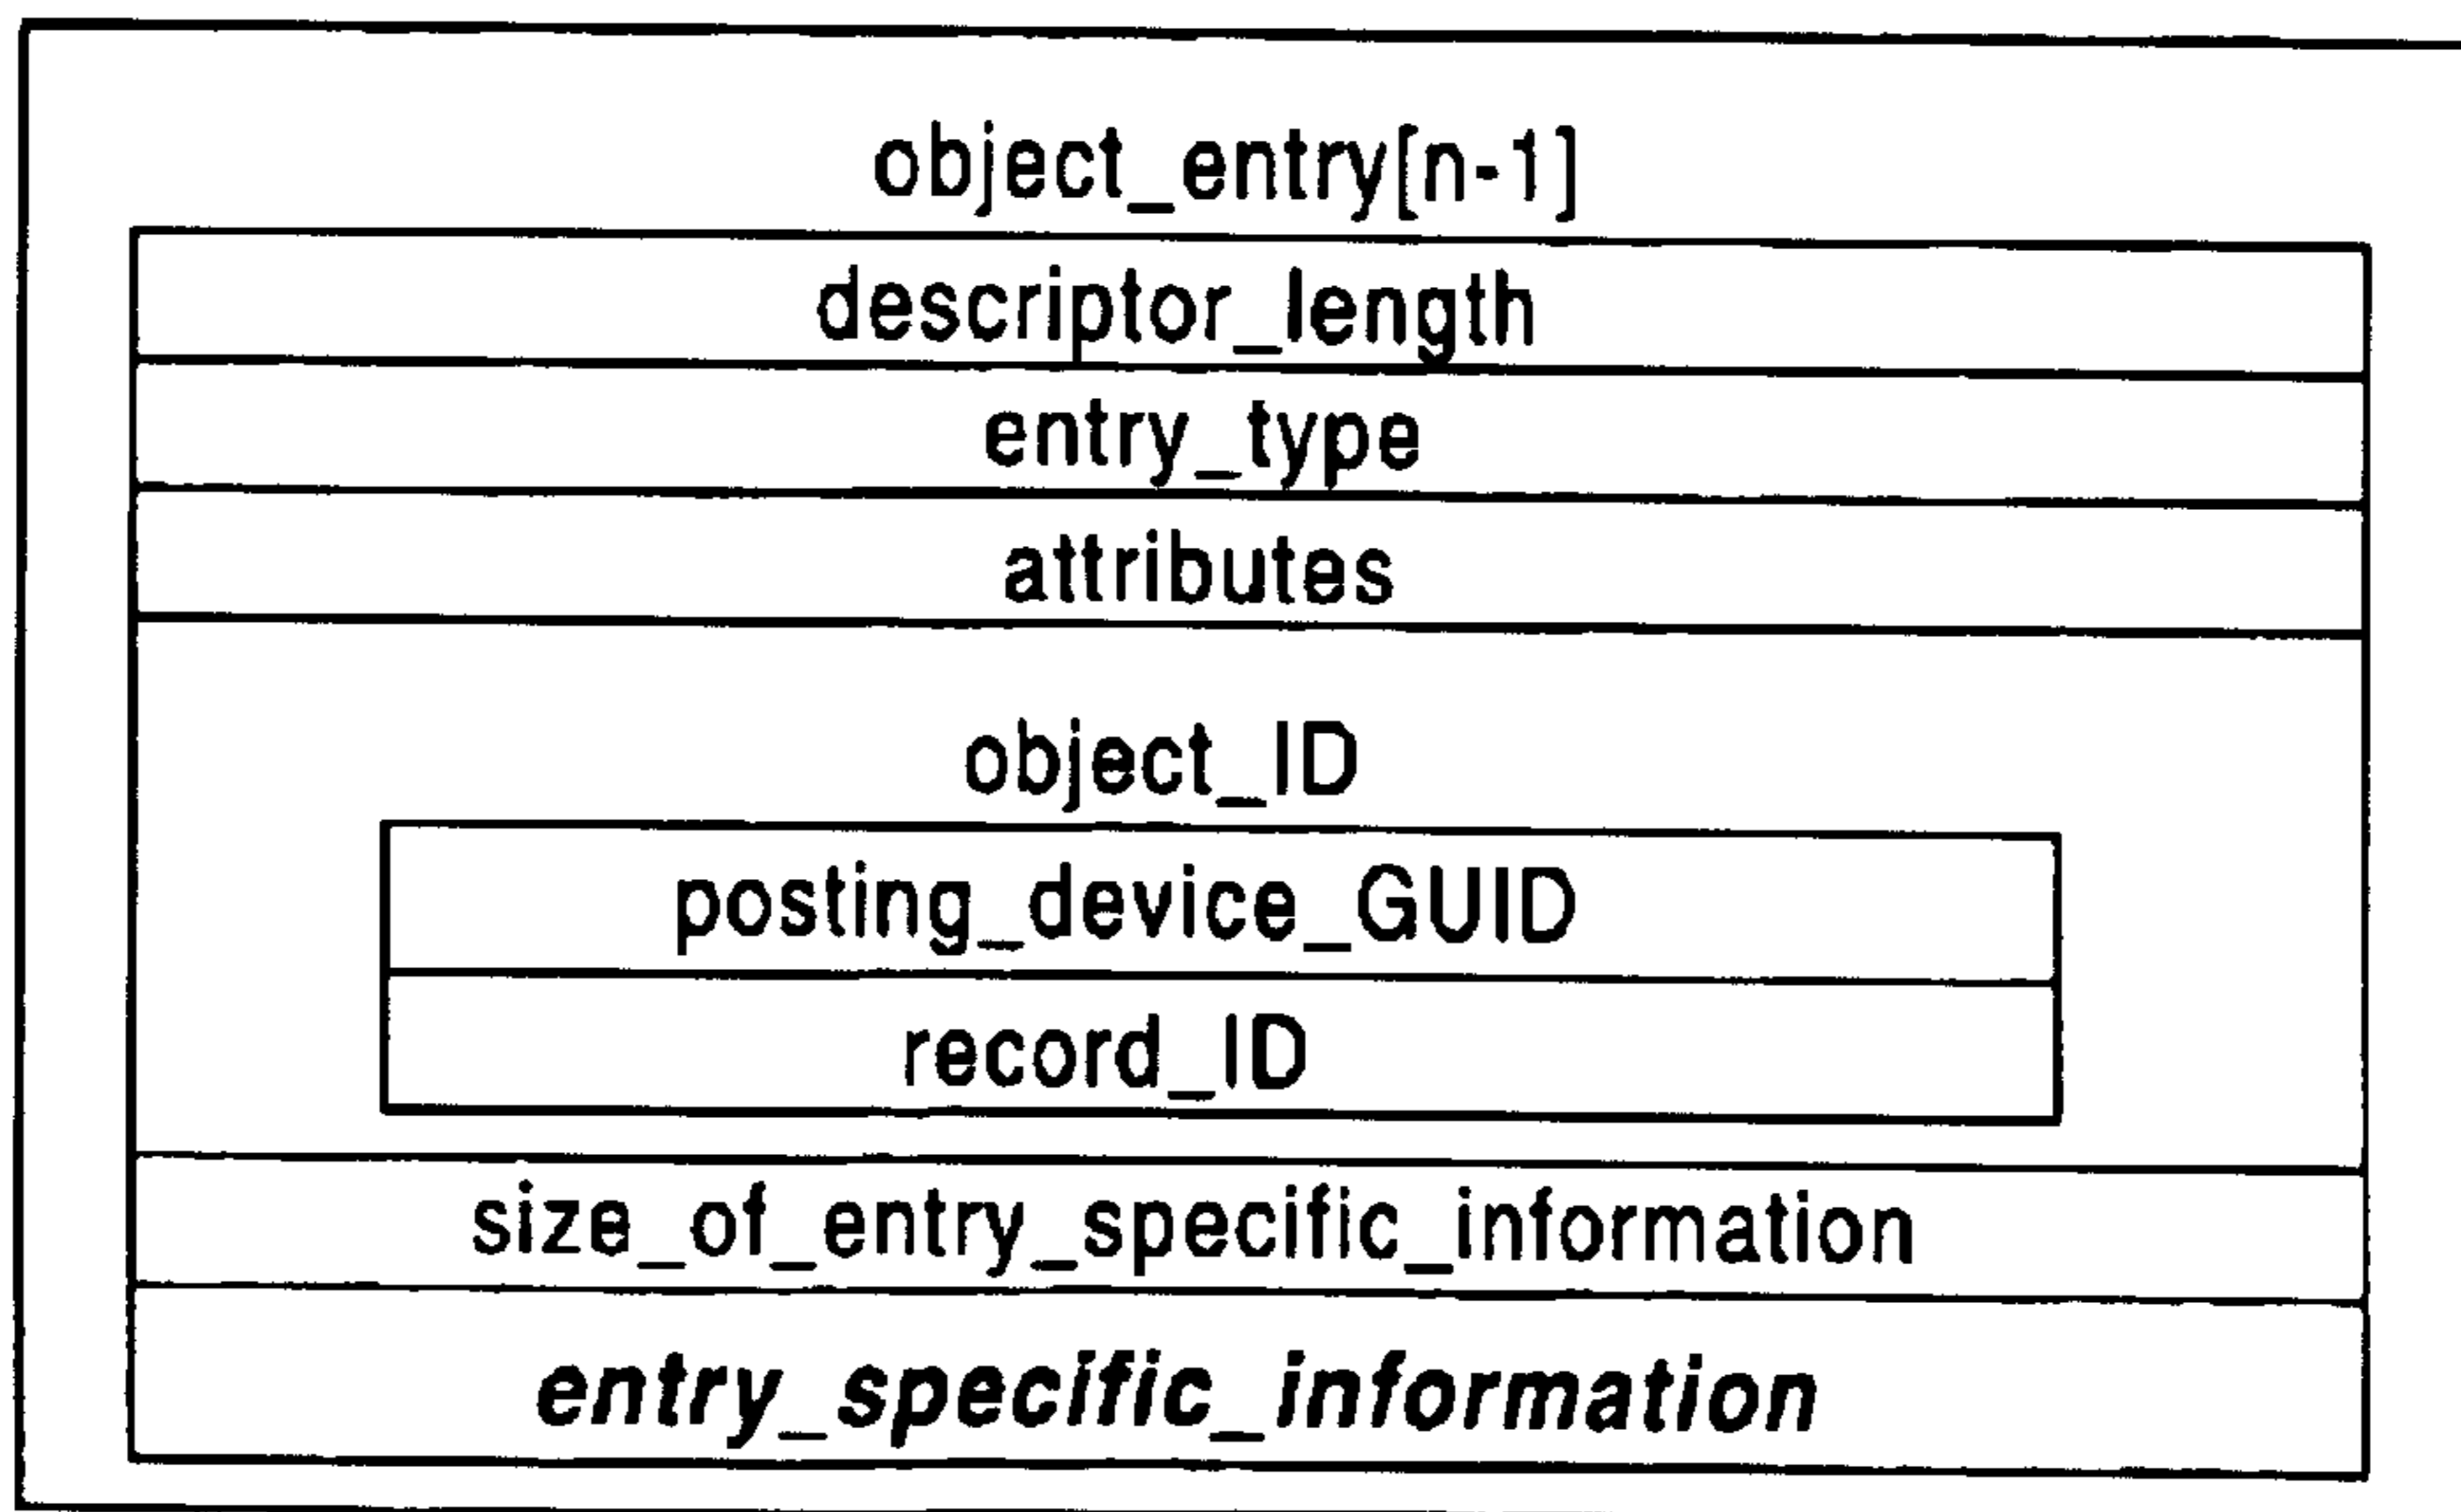 object_entry[n-1]
descriptor_length
entry_type
attributes
object_ID
posting_device_GUID
record_ID
size_of_entry_specific_information
entry_specific_information